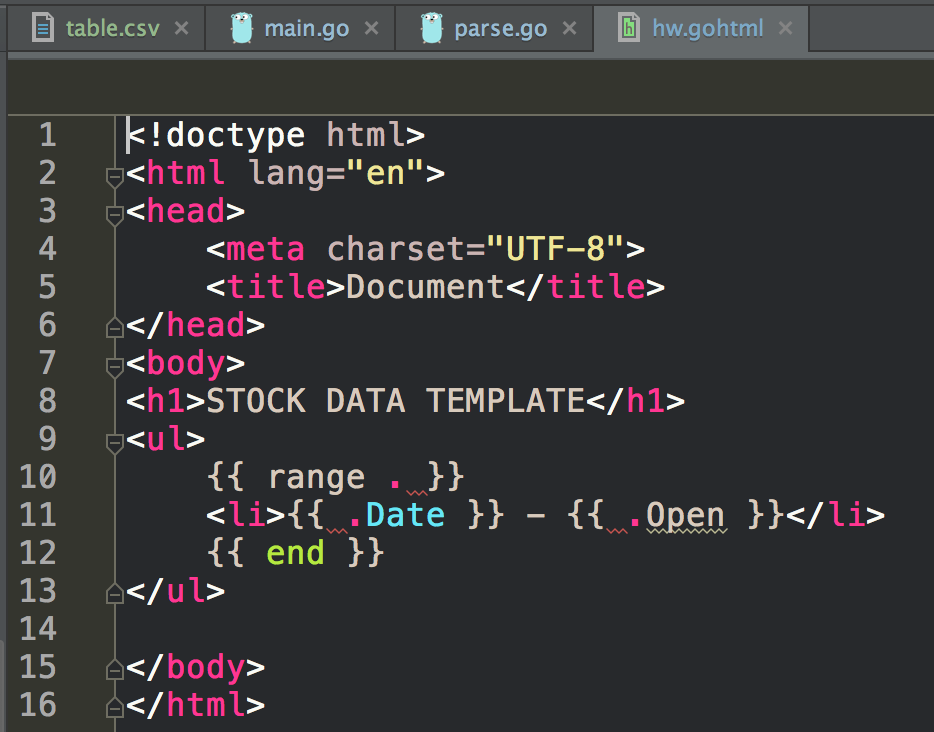 table.csv × main.go × parse.go × hw.gohtml ×
1 <!doctype html>
2 <html lang="en">
3 <head>
4     <meta charset="UTF-8">
5     <title>Document</title>
6 </head>
7 <body>
8 <h1>STOCK DATA TEMPLATE</h1>
9 <ul>
10     {{ range . }}
11     <li>{{ .Date }} - {{ .Open }}</li>
12     {{ end }}
13 </ul>
14
15 </body>
16 </html>